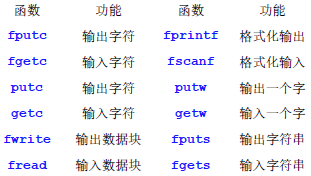 函数 功能 函数 功能
fputc 输出字符 fprintf 格式化输出
fgetc 输入字符 fscanf 格式化输入
putc 输出字符 putw 输出一个字
getc 输入字符 getw 输入一个字
fwrite 输出数据块 fputs 输出字符串
fread 输入数据块 fgets 输入字符串